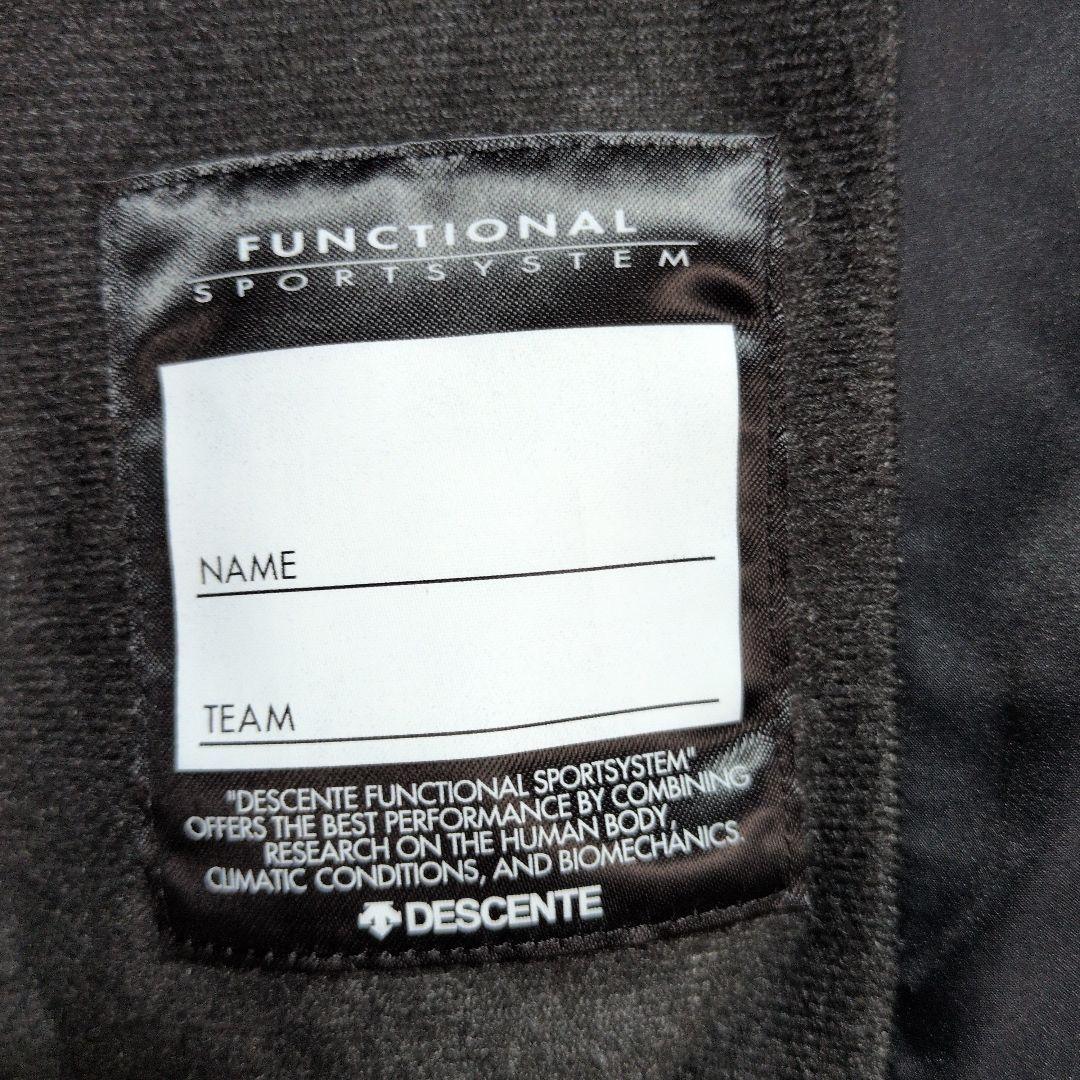 FUNCTIONAL
SPORTSYSTEM
NAME
TEAM
"DESCENTE FUNCTIONAL SPORTSYSTEM"
OFFERS THE BEST PERFORMANCE BY COMBINING
RESEARCH ON THE HUMAN BODY,
CLIMATIC CONDITIONS, AND BIOMECHANICS.
DESCENTE